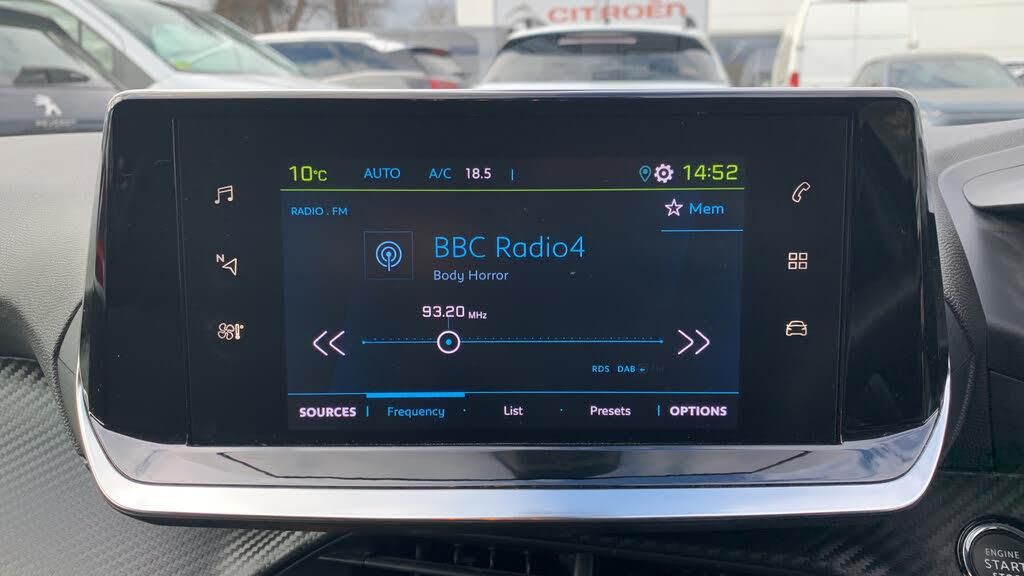 CITROËN
10°C AUTO A/C 18.5 14:52
RADIO . FM
Mem
BBC Radio4
Body Horror
93.20 MHz
RDS DAB
SOURCES Frequency List Presets OPTIONS
N
ENGINE
START